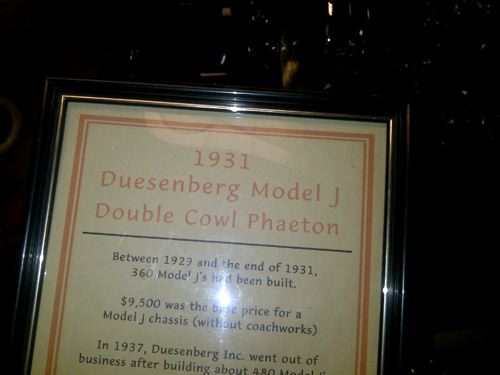 1931
Duesenberg Model J
Double Cowl Phaeton
Between 1929 and the end of 1931,
360 Model J's had been built.
$9,500 was the base price for a
Model J chassis (without coachworks)
In 1937, Duesenberg Inc. went out of
business after building about 480 Model J's